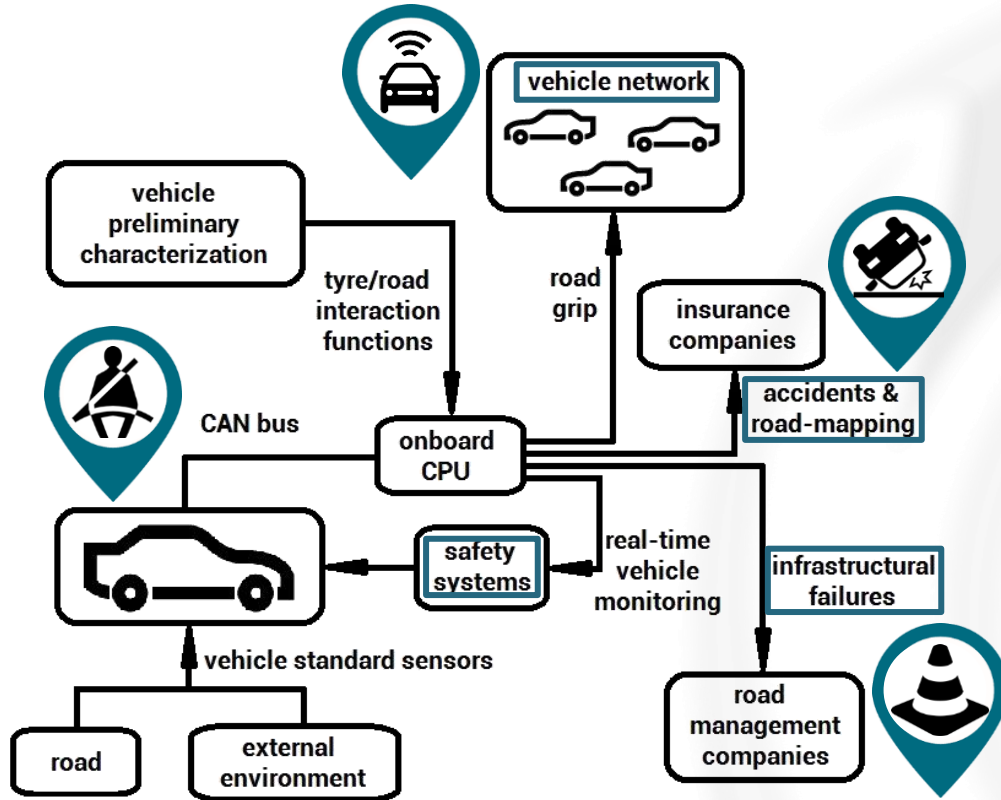 vehicle network
vehicle
preliminary
characterization
tyre/road
interaction
functions
road
grip
insurance
companies
accidents &
road-mapping
CAN bus
onboard
CPU
safety
systems
real-time
vehicle
monitoring
infrastructural
failures
vehicle standard sensors
road
external
environment
road
management
companies